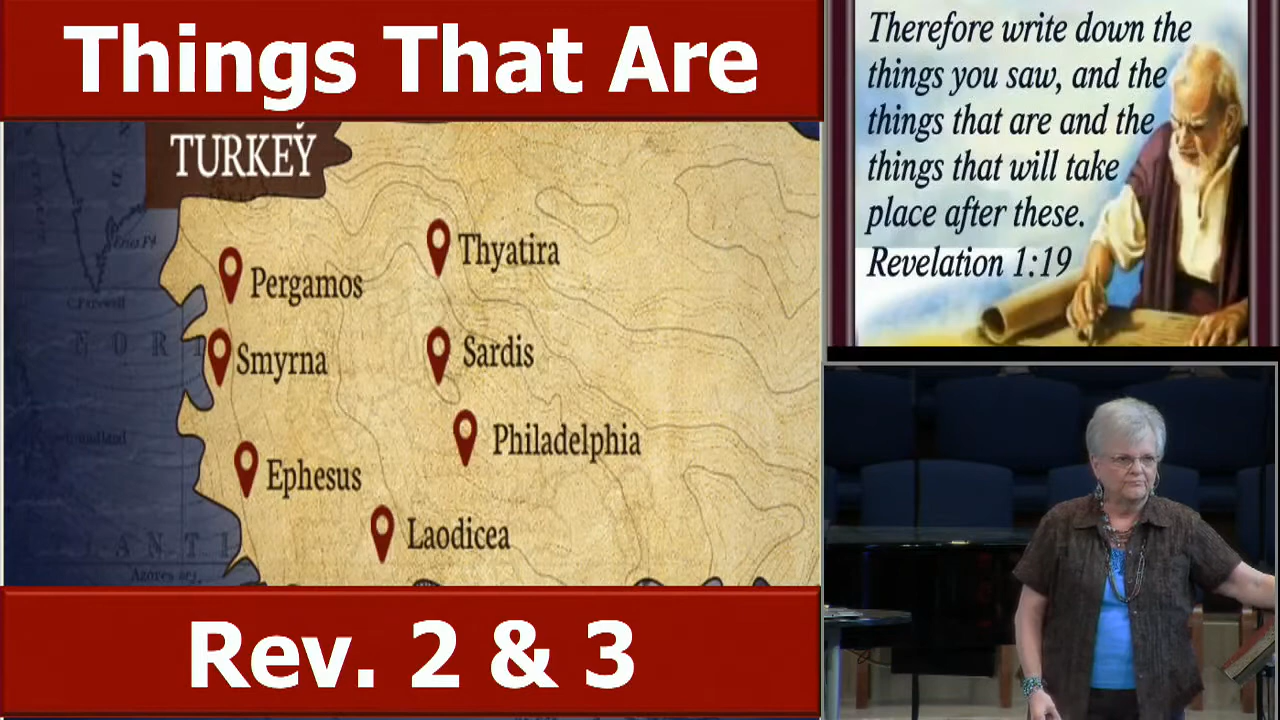 Things That Are
TURKEY
Thyatira
Pergamos
Smyrna
Sardis
Philadelphia
Ephesus
Laodicea
Rev. 2 & 3
Therefore write down the
things you saw, and the
things that are and the
things that will take
place after these.
Revelation 1:19